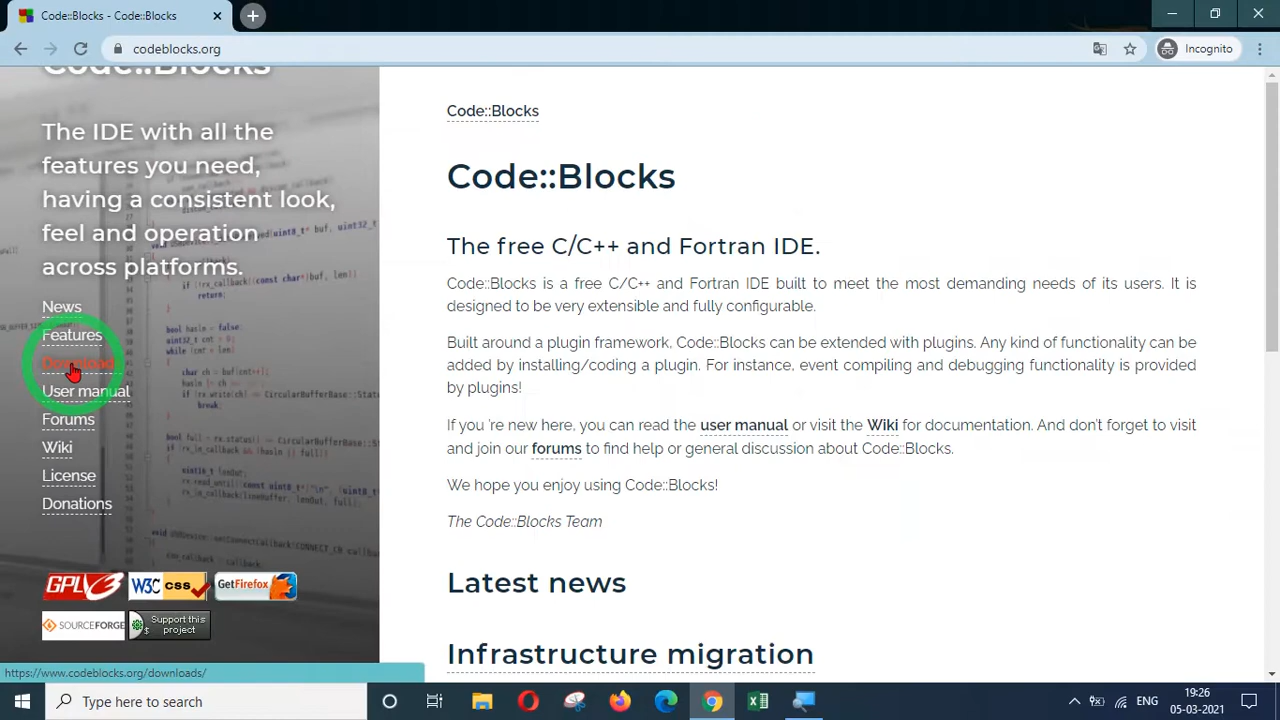 Code::Blocks - Code::Blocks
codeblocks.org
Incognito
Code::Blocks
The IDE with all the
features you need,
having a consistent look,
feel and operation
across platforms.
News
Features
Download
User manual
Forums
Wiki
License
Donations
GPLV3
W3C css
GetFirefox
SOURCEFORGE
Support this
project
https://www.codeblocks.org/downloads/
Code::Blocks
Code::Blocks
The free C/C++ and Fortran IDE.
Code::Blocks is a free C/C++ and Fortran IDE built to meet the most demanding needs of its users. It is
designed to be very extensible and fully configurable.
Built around a plugin framework, Code::Blocks can be extended with plugins. Any kind of functionality can be
added by installing/coding a plugin. For instance, event compiling and debugging functionality is provided
by plugins!
If you 're new here, you can read the user manual or visit the Wiki for documentation. And don't forget to visit
and join our forums to find help or general discussion about Code::Blocks.
We hope you enjoy using Code::Blocks!
The Code::Blocks Team
Latest news
Infrastructure migration
Type here to search
ENG
19:26
05-03-2021